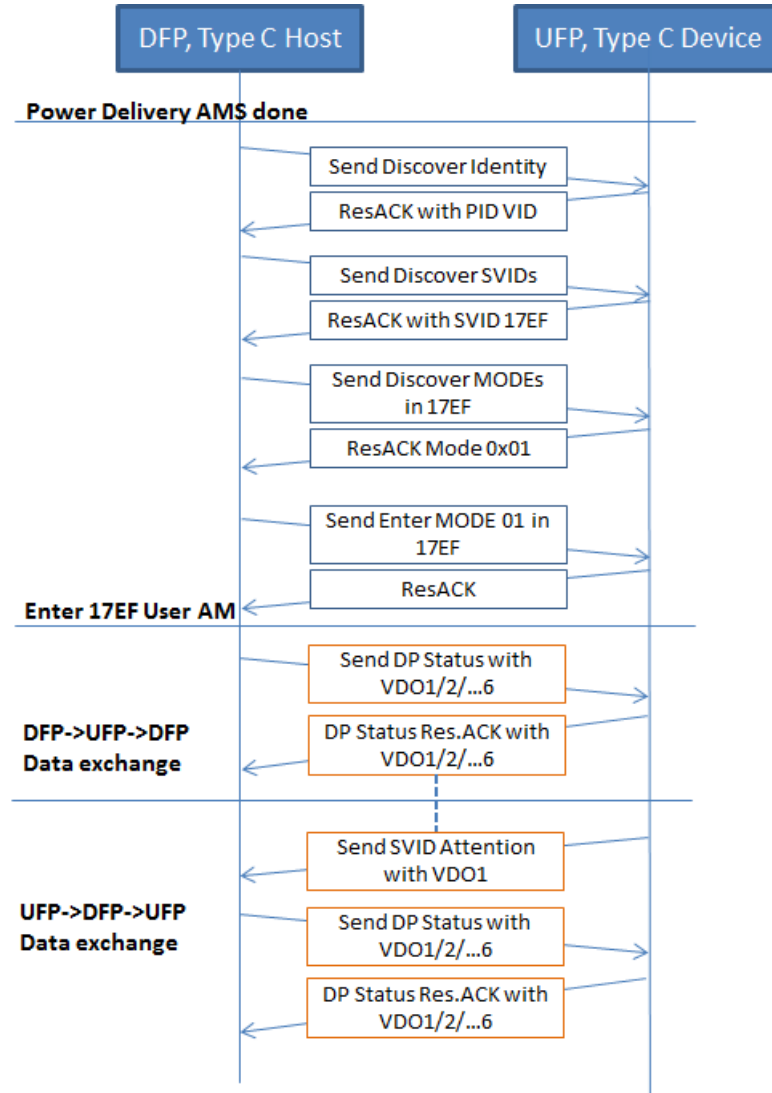 DFP, Type C Host
UFP, Type C Device
Power Delivery AMS done
Send Discover Identity
ResACK with PID VID
Send Discover SVIDs
ResACK with SVID 17EF
Send Discover MODEs
in 17EF
ResACK Mode 0x01
Send Enter MODE 01 in
17EF
ResACK
Enter 17EF User AM
Send DP Status with
VDO1/2/...6
DFP->UFP->DFP
Data exchange
DP Status Res.ACK with
VDO1/2/...6
Send SVID Attention
with VDO1
UFP->DFP->UFP
Data exchange
Send DP Status with
VDO1/2/...6
DP Status Res.ACK with
VDO1/2/...6